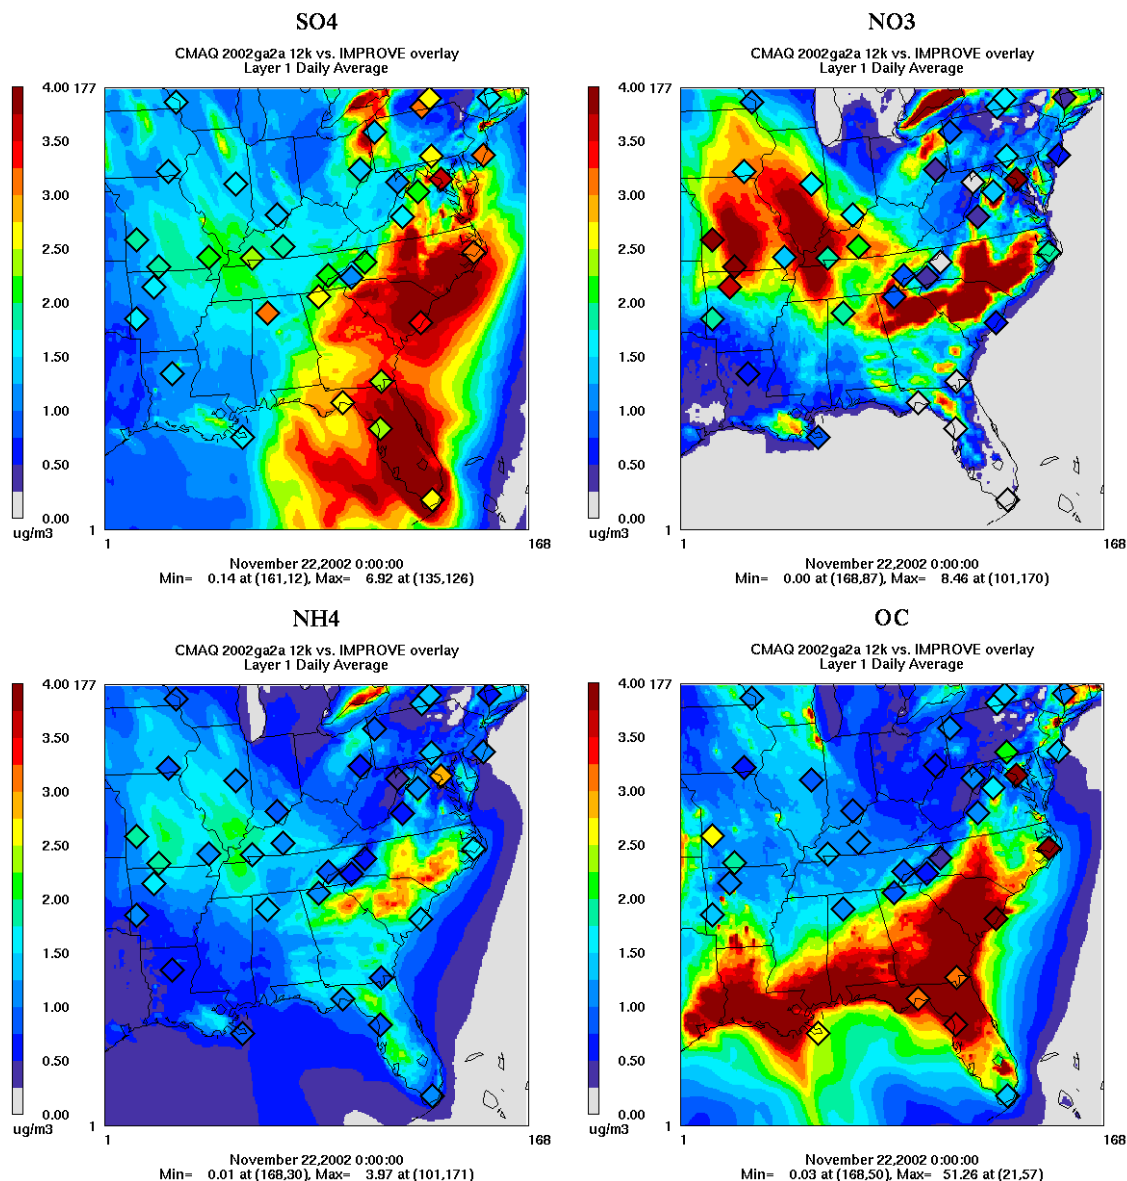 SO4
CMAQ 2002ga2a 12k vs. IMPROVE overlay
Layer 1 Daily Average
4.00 177
3.50
3.00
2.50
2.00
1.50
1.00
0.50
0.00
ug/m3
1
1 168
November 22,2002 0:00:00
Min= 0.14 at (161,12), Max= 6.92 at (135,126)
NO3
CMAQ 2002ga2a 12k vs. IMPROVE overlay
Layer 1 Daily Average
4.00 177
3.50
3.00
2.50
2.00
1.50
1.00
0.50
0.00
ug/m3
1
1 168
November 22,2002 0:00:00
Min= 0.00 at (168,87), Max= 8.46 at (101,170)
NH4
CMAQ 2002ga2a 12k vs. IMPROVE overlay
Layer 1 Daily Average
4.00 177
3.50
3.00
2.50
2.00
1.50
1.00
0.50
0.00
ug/m3
1
1 168
November 22,2002 0:00:00
Min= 0.01 at (168,30), Max= 3.97 at (101,171)
OC
CMAQ 2002ga2a 12k vs. IMPROVE overlay
Layer 1 Daily Average
4.00 177
3.50
3.00
2.50
2.00
1.50
1.00
0.50
0.00
ug/m3
1
1 168
November 22,2002 0:00:00
Min= 0.03 at (168,50), Max= 51.26 at (21,57)